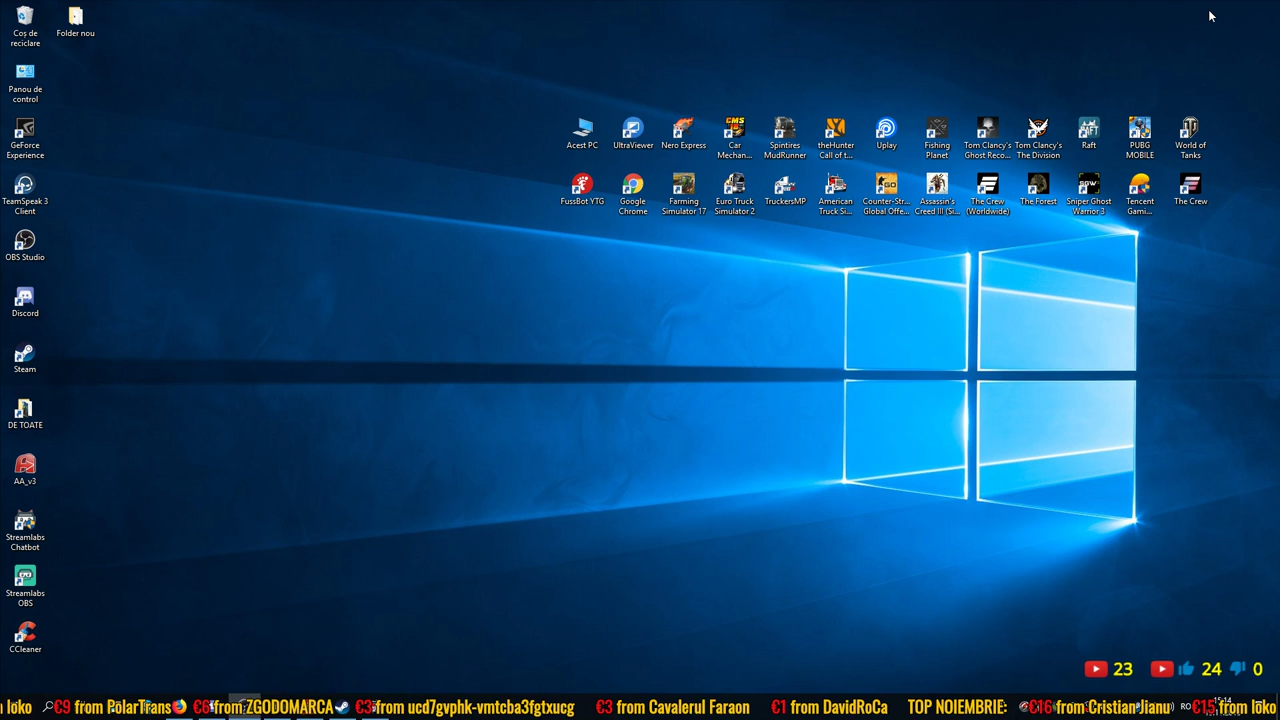 Coș de
reciclare
Folder nou
Panou de
control
GeForce
Experience
TeamSpeak 3
Client
OBS Studio
Discord
Steam
DE TOATE
AA_v3
Streamlabs
Chatbot
Streamlabs
OBS
CCleaner
Acest PC
UltraViewer
Nero Express
Car
Mechan...
Spintires
MudRunner
theHunter
Call of t...
Uplay
Fishing
Planet
Tom Clancy's
Ghost Reco...
Tom Clancy's
The Division
Raft
PUBG
MOBILE
World of
Tanks
FussBot YTG
Google
Chrome
Farming
Simulator 17
Euro Truck
Simulator 2
TruckersMP
American
Truck Si...
Counter-Str...
Global Offe...
Assassin's
Creed III (Si...
The Crew
(Worldwide)
The Forest
Sniper Ghost
Warrior 3
Tencent
Gami...
The Crew
23
24
0
loko €9 from PolarTrans €6 from ZGODOMARCA €3 from ucd7gvphk-vmtcba3fgtxucg €3 from Cavalerul Faraon €1 from DavidRoCa TOP NOIEMBRIE: €16 from Cristian Jianu €15 from loko
RO